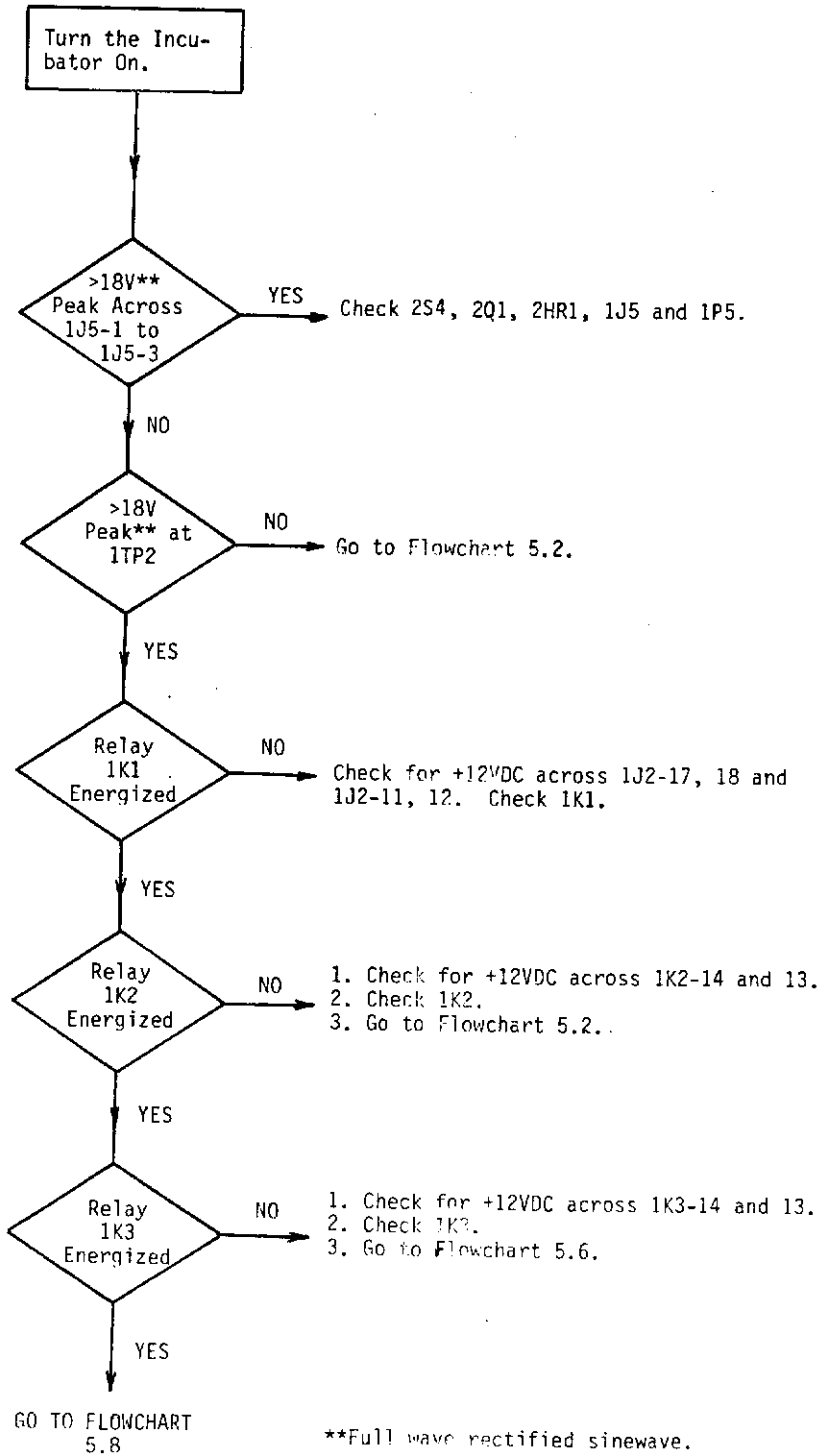 Turn the Incu-
bator On.
>18V**
Peak Across
1J5-1 to
1J5-3
YES
Check 2S4, 2Q1, 2HR1, 1J5 and 1P5.
NO
>18V
Peak** at
1TP2
NO
Go to Flowchart 5.2.
YES
Relay
1K1
Energized
NO
Check for +12VDC across 1J2-17, 18 and
1J2-11, 12. Check 1K1.
YES
Relay
1K2
Energized
NO
1. Check for +12VDC across 1K2-14 and 13.
2. Check 1K2.
3. Go to Flowchart 5.2.
YES
Relay
1K3
Energized
NO
1. Check for +12VDC across 1K3-14 and 13.
2. Check 1K3.
3. Go to Flowchart 5.6.
YES
GO TO FLOWCHART
5.8
**Full wave rectified sinewave.